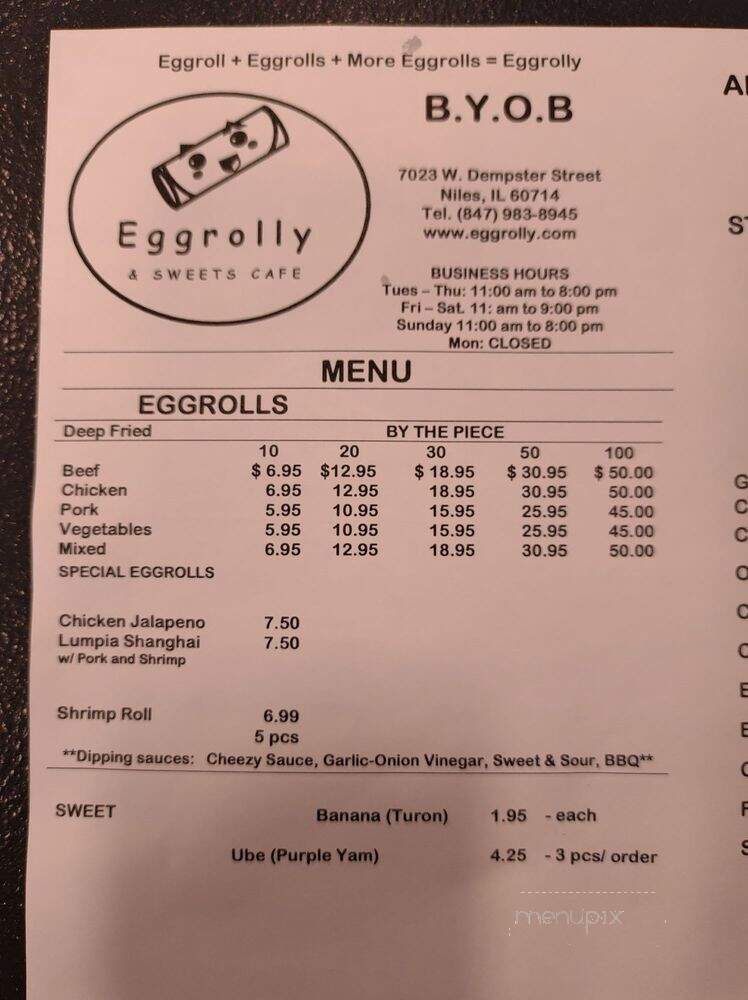 Eggroll + Eggrolls + More Eggrolls = Eggrolly
B.Y.O.B
Eggrolly
& SWEETS CAFE
7023 W. Dempster Street
Niles, IL 60714
Tel. (847) 983-8945
www.eggrolly.com
BUSINESS HOURS
Tues – Thu: 11:00 am to 8:00 pm
Fri – Sat. 11: am to 9:00 pm
Sunday 11:00 am to 8:00 pm
Mon: CLOSED
MENU
EGGROLLS
Deep Fried BY THE PIECE
10 20 30 50 100
Beef $ 6.95 $12.95 $ 18.95 $ 30.95 $ 50.00
Chicken 6.95 12.95 18.95 30.95 50.00
Pork 5.95 10.95 15.95 25.95 45.00
Vegetables 5.95 10.95 15.95 25.95 45.00
Mixed 6.95 12.95 18.95 30.95 50.00
SPECIAL EGGROLLS
Chicken Jalapeno 7.50
Lumpia Shanghai 7.50
w/ Pork and Shrimp
Shrimp Roll 6.99
5 pcs
**Dipping sauces: Cheezy Sauce, Garlic-Onion Vinegar, Sweet & Sour, BBQ**
SWEET Banana (Turon) 1.95 - each
Ube (Purple Yam) 4.25 - 3 pcs/ order
menupix